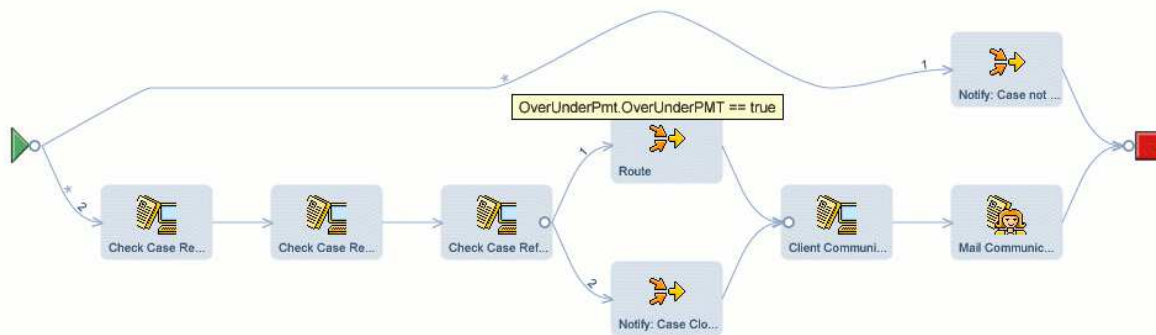 *
1
Notify: Case not ...
OverUnderPmt.OverUnderPMT == true
1
Route
*
2
Check Case Re...
Check Case Re...
Check Case Ref...
Client Communi...
Mail Communic...
2
Notify: Case Clo...